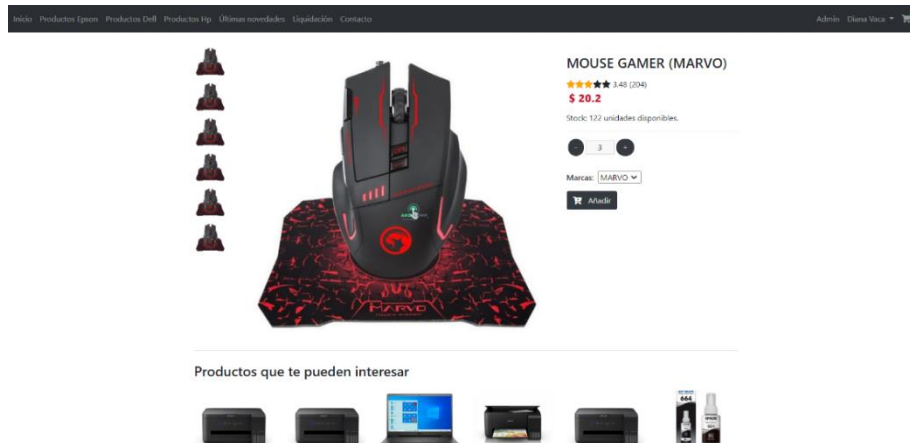 Inicio Productos Epson Productos Dell Productos Hp Últimas novedades Liquidación Contacto Admin Diana Vaca
MOUSE GAMER (MARVO)
3.48 (204)
$ 20.2
Stock: 122 unidades disponibles.
- 3 +
Marcas: MARVO
Añadir
MARVO
Productos que te pueden interesar
664